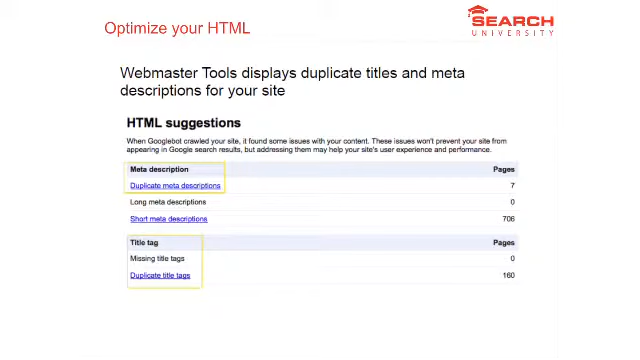 Optimize your HTML
SEARCH
UNIVERSITY
Webmaster Tools displays duplicate titles and meta
descriptions for your site
HTML suggestions
When Googlebot crawled your site, it found some issues with your content. These issues won't prevent your site from
appearing in Google search results, but addressing them may help your site's user experience and performance.
Meta description Pages
Duplicate meta descriptions 7
Long meta descriptions 0
Short meta descriptions 706
Title tag Pages
Missing title tags 0
Duplicate title tags 160